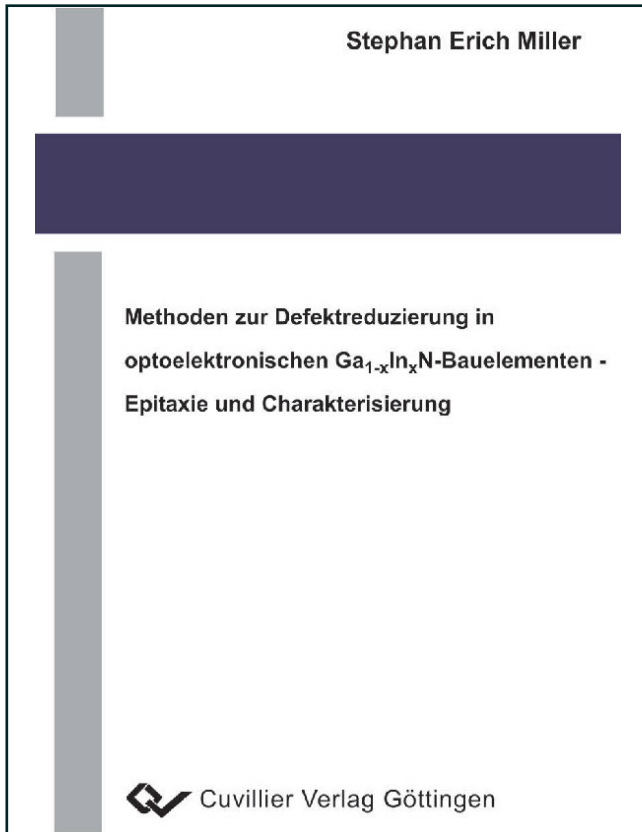 Stephan Erich Miller
Methoden zur Defektreduzierung in
optoelektronischen Ga₁₋ₓInₓN-Bauelementen -
Epitaxie und Charakterisierung
Cuvillier Verlag Göttingen